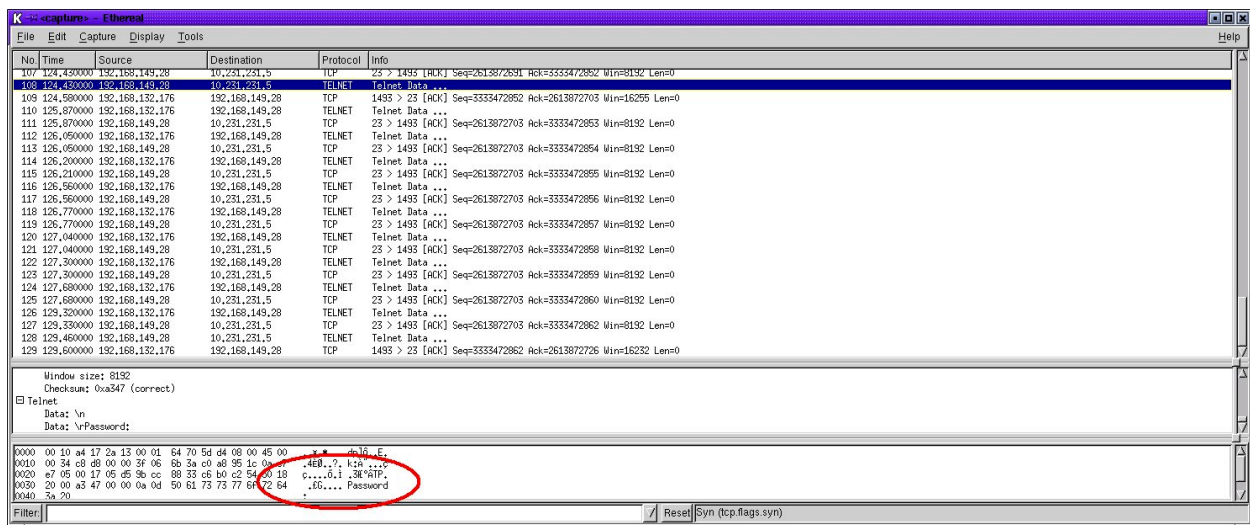 <capture> - Ethereal
File Edit Capture Display Tools Help
No. Time Source Destination Protocol Info
107 124.430000 192.168.149.28 10.231.231.5 TCP 23 > 1493 [ACK] Seq=2613872691 Ack=3333472852 Win=8192 Len=0
108 124.430000 192.168.149.28 10.231.231.5 TELNET Telnet Data ...
109 124.580000 192.168.132.176 192.168.149.28 TCP 1493 > 23 [ACK] Seq=3333472852 Ack=2613872703 Win=16255 Len=0
110 125.870000 192.168.132.176 192.168.149.28 TELNET Telnet Data ...
111 125.870000 192.168.149.28 10.231.231.5 TCP 23 > 1493 [ACK] Seq=2613872703 Ack=3333472853 Win=8192 Len=0
112 126.050000 192.168.132.176 192.168.149.28 TELNET Telnet Data ...
113 126.050000 192.168.149.28 10.231.231.5 TCP 23 > 1493 [ACK] Seq=2613872703 Ack=3333472854 Win=8192 Len=0
114 126.200000 192.168.132.176 192.168.149.28 TELNET Telnet Data ...
115 126.210000 192.168.149.28 10.231.231.5 TCP 23 > 1493 [ACK] Seq=2613872703 Ack=3333472855 Win=8192 Len=0
116 126.560000 192.168.132.176 192.168.149.28 TELNET Telnet Data ...
117 126.560000 192.168.149.28 10.231.231.5 TCP 23 > 1493 [ACK] Seq=2613872703 Ack=3333472856 Win=8192 Len=0
118 126.770000 192.168.132.176 192.168.149.28 TELNET Telnet Data ...
119 126.770000 192.168.149.28 10.231.231.5 TCP 23 > 1493 [ACK] Seq=2613872703 Ack=3333472857 Win=8192 Len=0
120 127.040000 192.168.132.176 192.168.149.28 TELNET Telnet Data ...
121 127.040000 192.168.149.28 10.231.231.5 TCP 23 > 1493 [ACK] Seq=2613872703 Ack=3333472858 Win=8192 Len=0
122 127.300000 192.168.132.176 192.168.149.28 TELNET Telnet Data ...
123 127.300000 192.168.149.28 10.231.231.5 TCP 23 > 1493 [ACK] Seq=2613872703 Ack=3333472859 Win=8192 Len=0
124 127.680000 192.168.132.176 192.168.149.28 TELNET Telnet Data ...
125 127.680000 192.168.149.28 10.231.231.5 TCP 23 > 1493 [ACK] Seq=2613872703 Ack=3333472860 Win=8192 Len=0
126 129.320000 192.168.132.176 192.168.149.28 TELNET Telnet Data ...
127 129.330000 192.168.149.28 10.231.231.5 TCP 23 > 1493 [ACK] Seq=2613872703 Ack=3333472862 Win=8192 Len=0
128 129.460000 192.168.149.28 10.231.231.5 TELNET Telnet Data ...
129 129.600000 192.168.132.176 192.168.149.28 TCP 1493 > 23 [ACK] Seq=3333472862 Ack=2613872726 Win=16232 Len=0
Window size: 8192
Checksum: 0xa347 (correct)
Telnet
Data: \n
Data: \rPassword:
0000 00 10 a4 17 2a 13 00 01 64 70 5d d4 08 00 45 00
0010 00 34 c8 d8 00 00 3f 06 6b 3a c0 a8 95 1c 0a
0020 e7 05 00 17 05 d5 9b cc 88 33 c6 b0 c2 54 50 18
0030 20 00 a3 47 00 00 0a 0d 50 61 73 73 77 6f 72 64 .£G.... Password
0040 3a 20 :
Filter: Reset Syn (tcp.flags.syn)